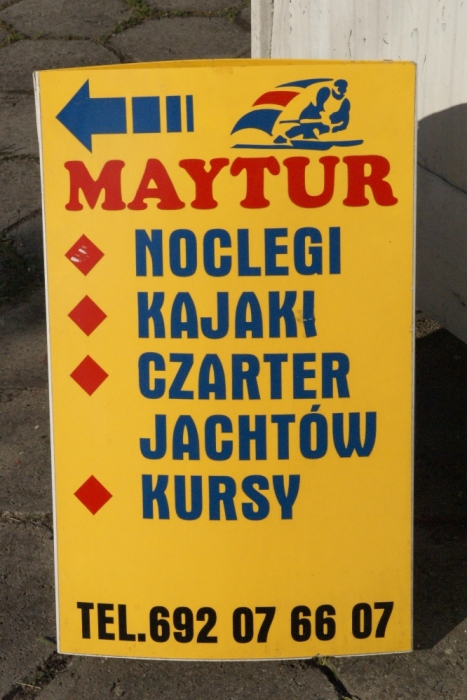 MAYTUR
NOCLEGI
KAJAKI
CZARTER
JACHTÓW
KURSY
TEL.692 07 66 07